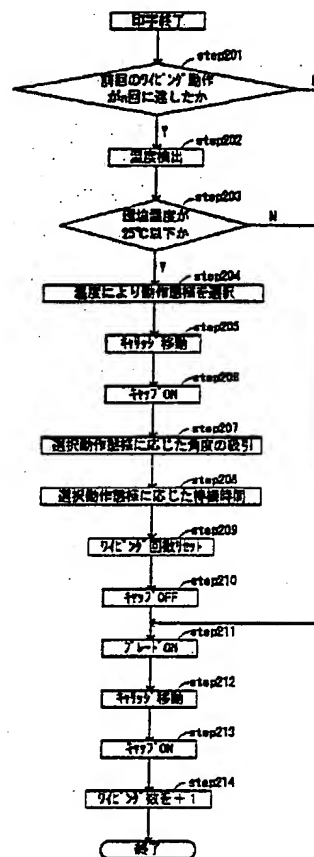 印字終了
step201
前回のワイピング動作
がn回に達したか
Y
step202
温度検出
step203
環境温度が
25℃以下か
N
Y
step204
温度により動作態様を選択
step205
キャリッジ移動
step206
キャップON
step207
選択動作態様に応じた角度の吸引
step208
選択動作態様に応じた待機時間
step209
ワイピング回数リセット
step210
キャップOFF
step211
ブレードON
step212
キャリッジ移動
step213
キャップON
step214
ワイピング数を+1
終了